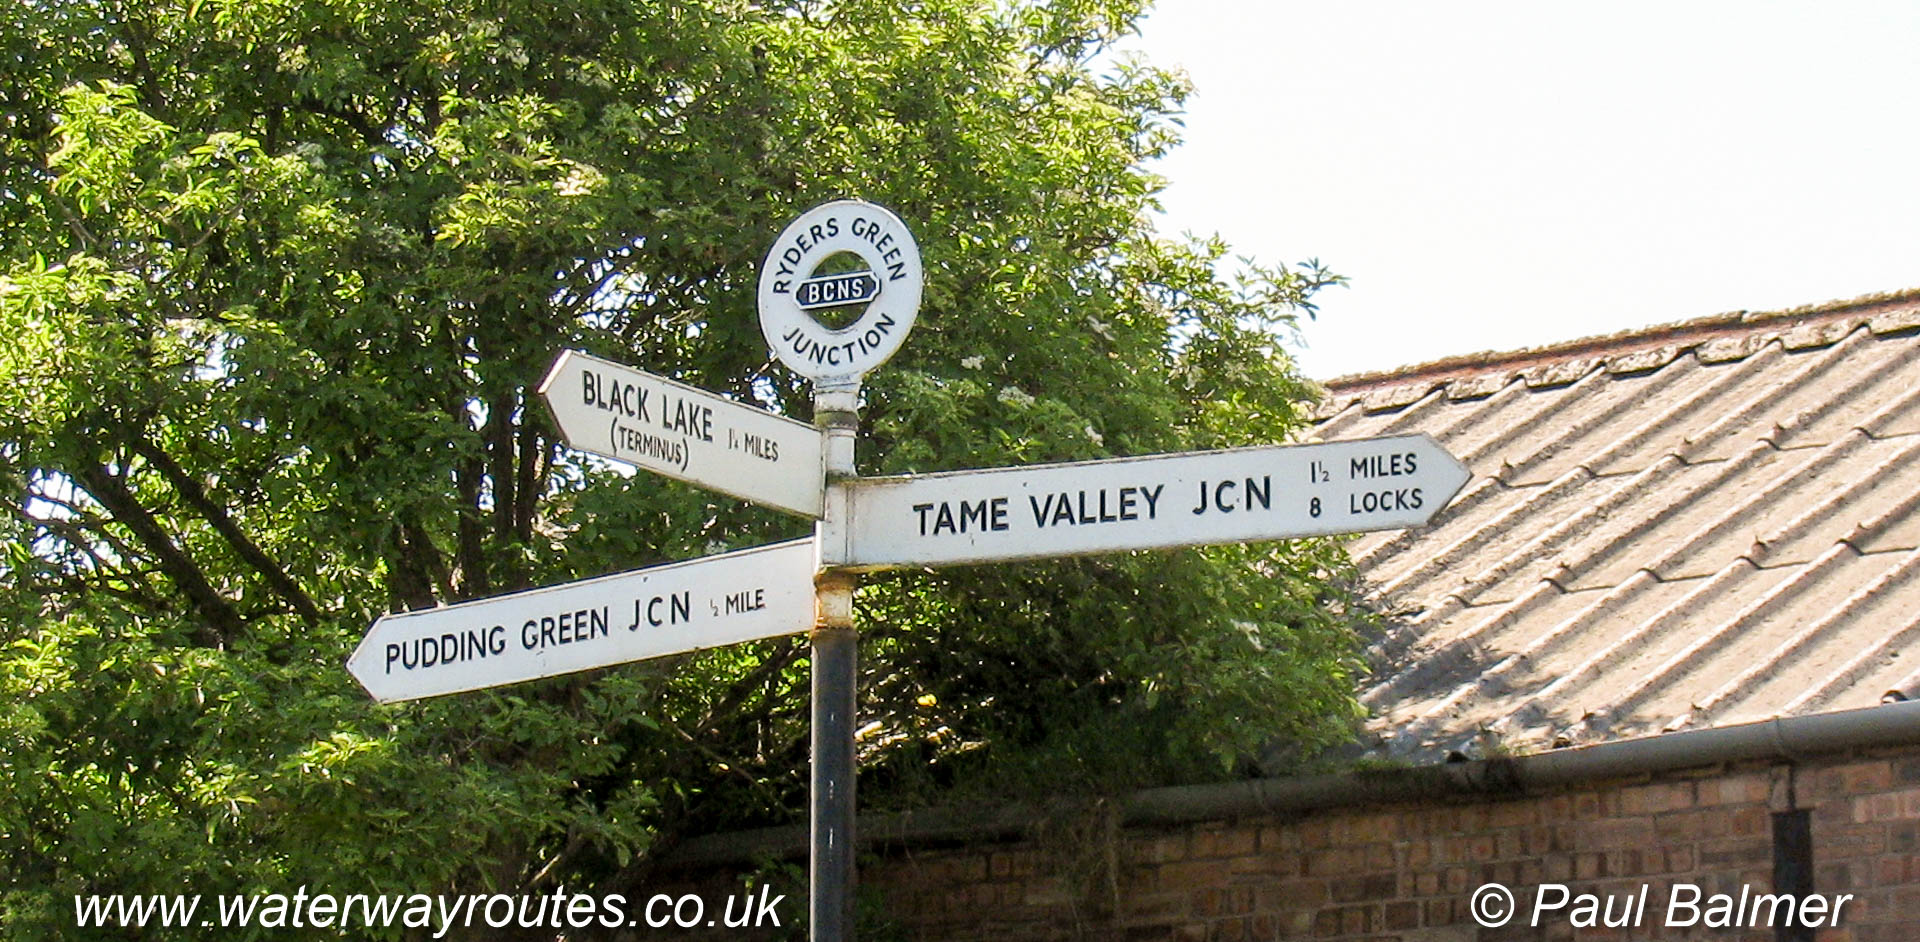 RYDERS GREEN
BCNS
JUNCTION
BLACK LAKE
(TERMINUS)
1¼ MILES
TAME VALLEY JCN
1½ MILES
8 LOCKS
PUDDING GREEN JCN ½ MILE
www.waterwayroutes.co.uk
© Paul Balmer